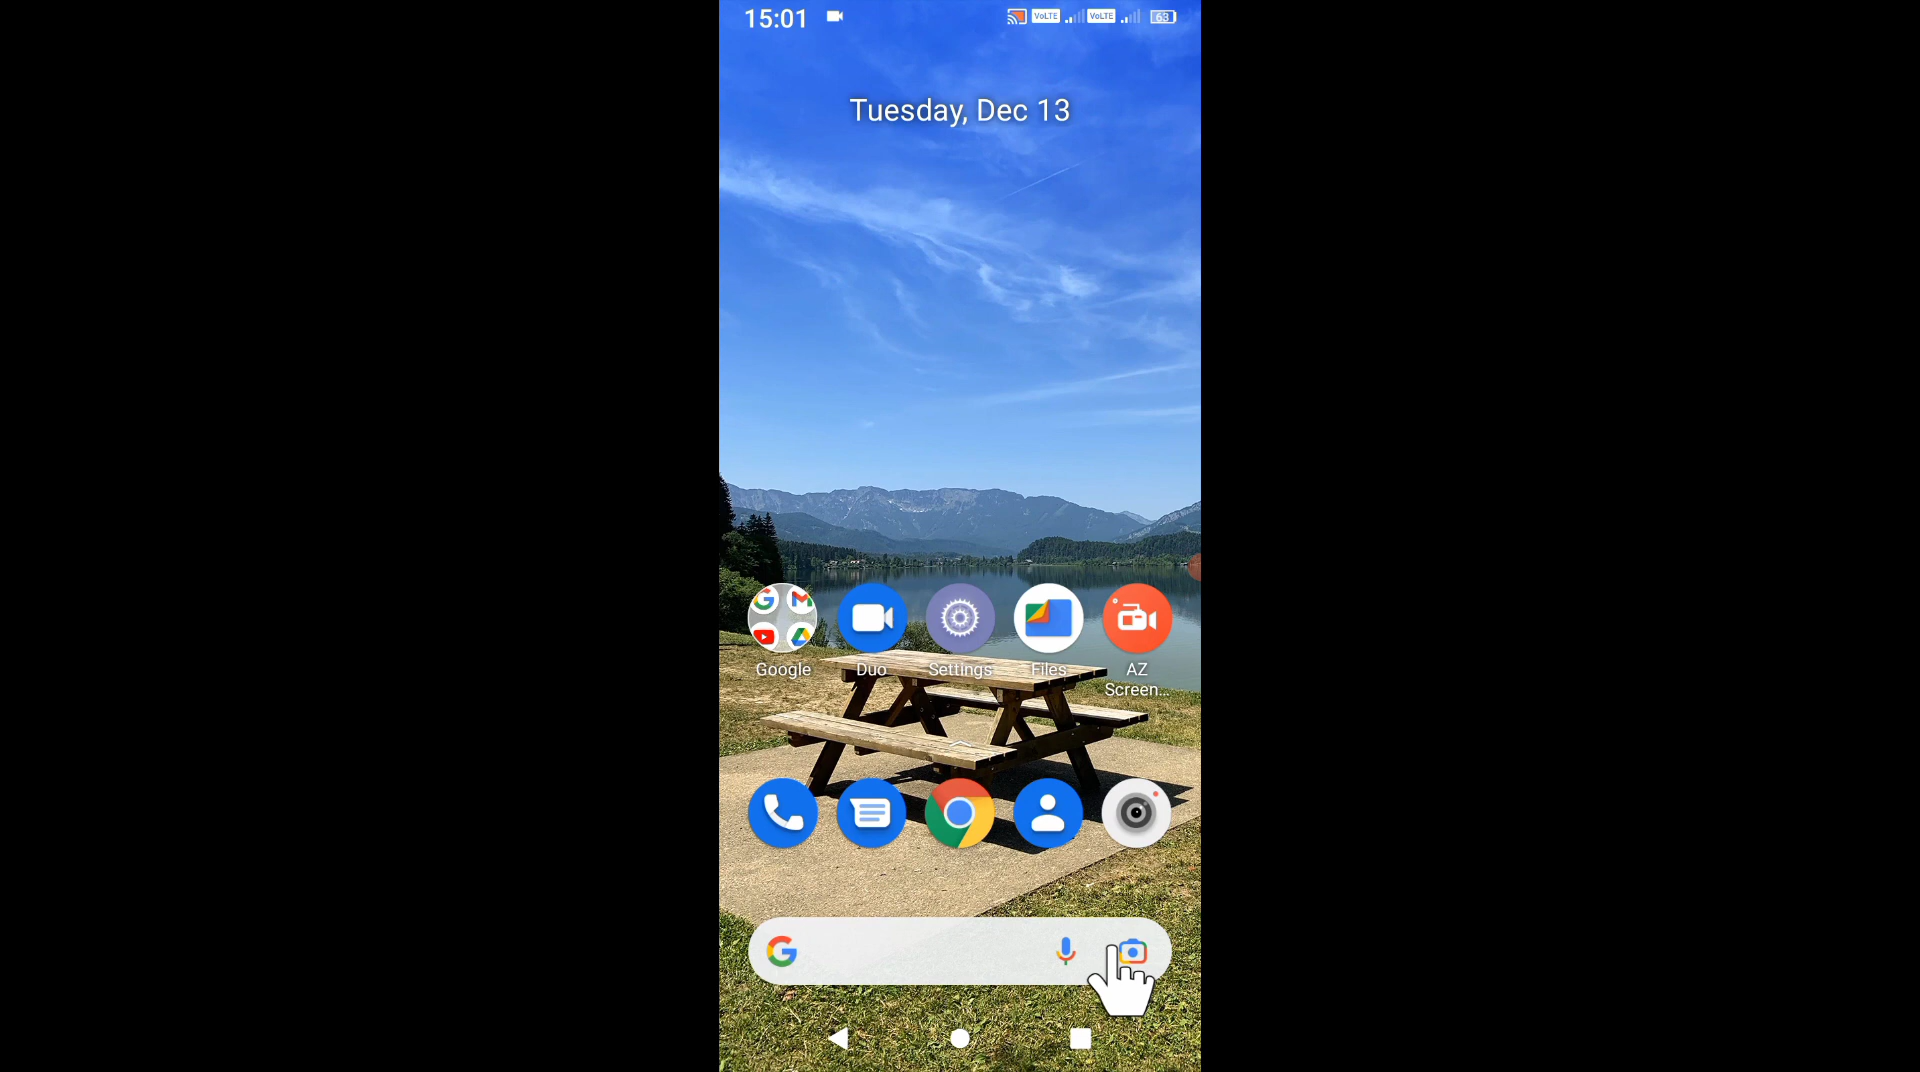 15:01
VoLTE VoLTE 63
Tuesday, Dec 13
Google Duo Settings Files AZ
Screen...